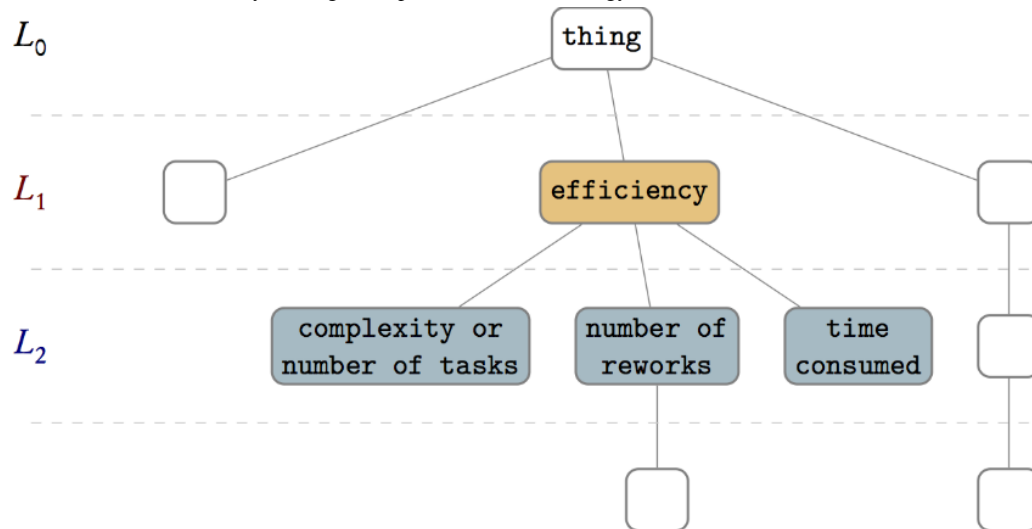 L0
thing
L1
efficiency
L2
complexity or
number of tasks
number of
reworks
time
consumed